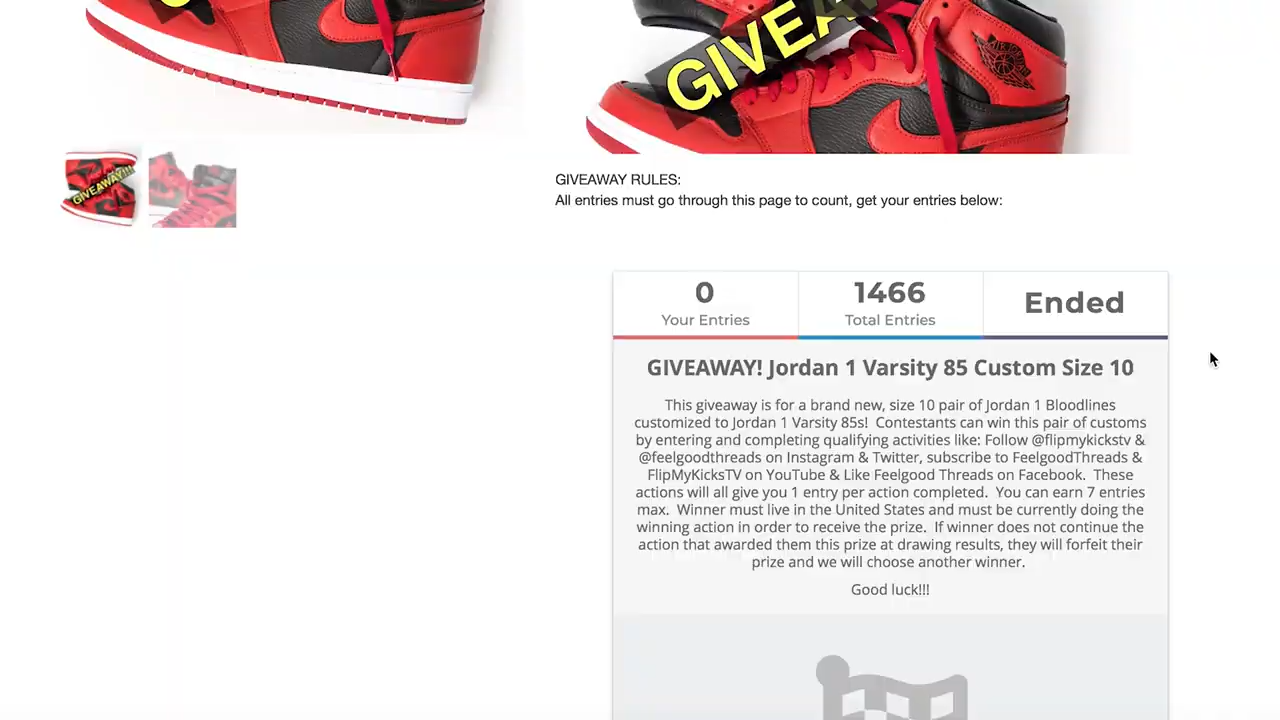 GIVEAWAY!!!
GIVEAWAY RULES:
All entries must go through this page to count, get your entries below:
0
Your Entries
1466
Total Entries
Ended
GIVEAWAY! Jordan 1 Varsity 85 Custom Size 10
This giveaway is for a brand new, size 10 pair of Jordan 1 Bloodlines
customized to Jordan 1 Varsity 85s!  Contestants can win this pair of customs
by entering and completing qualifying activities like: Follow @flipmykickstv &
@feelgoodthreads on Instagram & Twitter, subscribe to FeelgoodThreads &
FlipMyKicksTV on YouTube & Like Feelgood Threads on Facebook.  These
actions will all give you 1 entry per action completed.  You can earn 7 entries
max.  Winner must live in the United States and must be currently doing the
winning action in order to receive the prize.  If winner does not continue the
action that awarded them this prize at drawing results, they will forfeit their
prize and we will choose another winner.
Good luck!!!